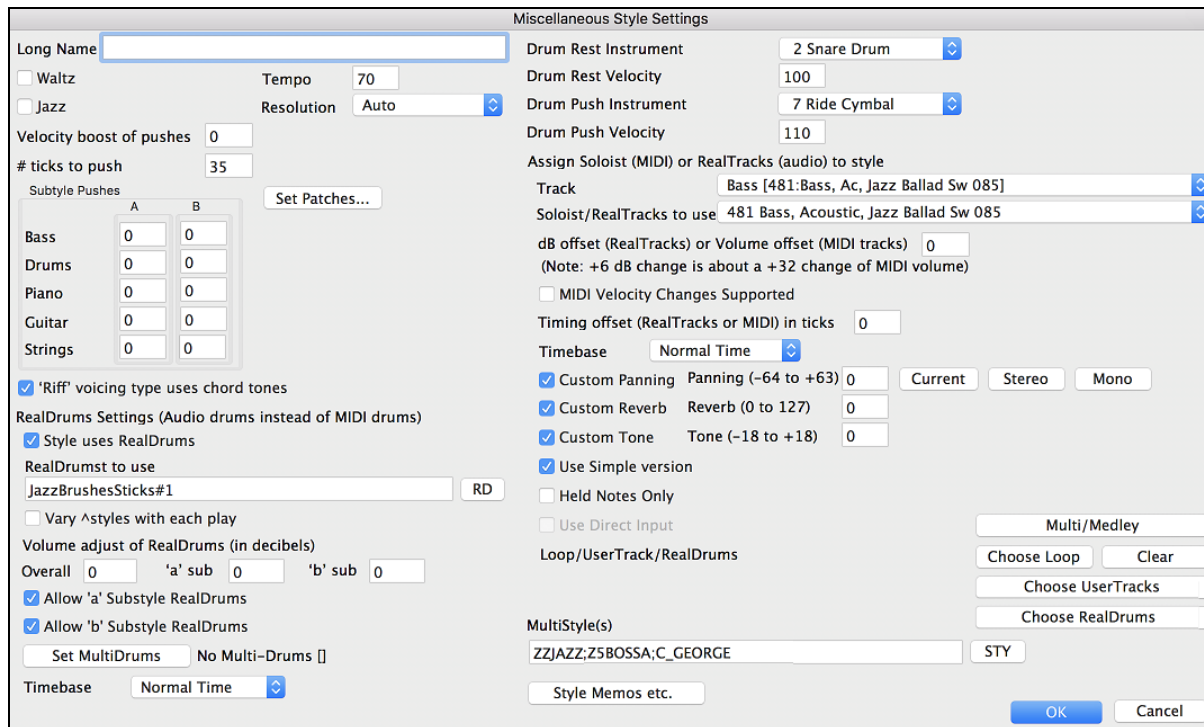 Miscellaneous Style Settings
Long Name
Waltz
Tempo 70
Jazz
Resolution Auto
Velocity boost of pushes 0
# ticks to push 35
Subtyle Pushes
Set Patches...
A B
Bass 0 0
Drums 0 0
Piano 0 0
Guitar 0 0
Strings 0 0
'Riff' voicing type uses chord tones
RealDrums Settings (Audio drums instead of MIDI drums)
Style uses RealDrums
RealDrumst to use
JazzBrushesSticks#1 RD
Vary ^styles with each play
Volume adjust of RealDrums (in decibels)
Overall 0 'a' sub 0 'b' sub 0
Allow 'a' Substyle RealDrums
Allow 'b' Substyle RealDrums
Set MultiDrums No Multi-Drums []
Timebase Normal Time
Drum Rest Instrument 2 Snare Drum
Drum Rest Velocity 100
Drum Push Instrument 7 Ride Cymbal
Drum Push Velocity 110
Assign Soloist (MIDI) or RealTracks (audio) to style
Track Bass [481:Bass, Ac, Jazz Ballad Sw 085]
Soloist/RealTracks to use 481 Bass, Acoustic, Jazz Ballad Sw 085
dB offset (RealTracks) or Volume offset (MIDI tracks) 0
(Note: +6 dB change is about a +32 change of MIDI volume)
MIDI Velocity Changes Supported
Timing offset (RealTracks or MIDI) in ticks 0
Timebase Normal Time
Custom Panning Panning (-64 to +63) 0 Current Stereo Mono
Custom Reverb Reverb (0 to 127) 0
Custom Tone Tone (-18 to +18) 0
Use Simple version
Held Notes Only
Use Direct Input Multi/Medley
Loop/UserTrack/RealDrums Choose Loop Clear
Choose UserTracks
Choose RealDrums
MultiStyle(s)
ZZJAZZ;Z5BOSSA;C_GEORGE STY
Style Memos etc.
OK Cancel